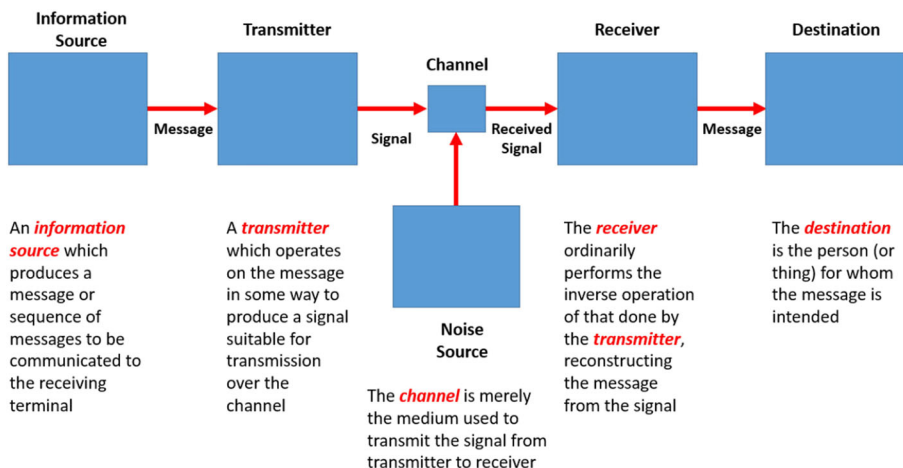 Information
Source
Transmitter
Channel
Receiver
Destination
Message
Signal
Received
Signal
Message
An information
source which
produces a
message or
sequence of
messages to be
communicated to
the receiving
terminal
A transmitter
which operates
on the message
in some way to
produce a signal
suitable for
transmission
over the
channel
Noise
Source
The channel is merely
the medium used to
transmit the signal from
transmitter to receiver
The receiver
ordinarily
performs the
inverse operation
of that done by
the transmitter,
reconstructing
the message
from the signal
The destination
is the person (or
thing) for whom
the message is
intended